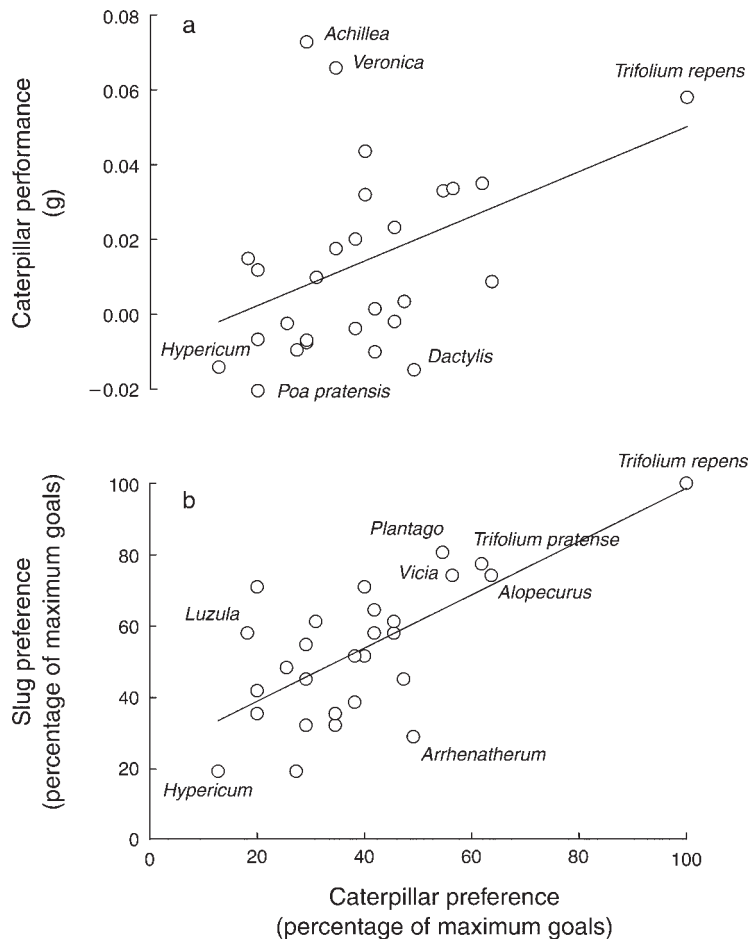 a
0.08
0.06
0.04
0.02
0.00
−0.02
Caterpillar performance
(g)
Achillea
Veronica
Trifolium repens
Hypericum
Dactylis
Poa pratensis
b
100
80
60
40
20
0
Slug preference
(percentage of maximum goals)
Trifolium repens
Plantago
Trifolium pratense
Vicia
Alopecurus
Luzula
Arrhenatherum
Hypericum
0 20 40 60 80 100
Caterpillar preference
(percentage of maximum goals)